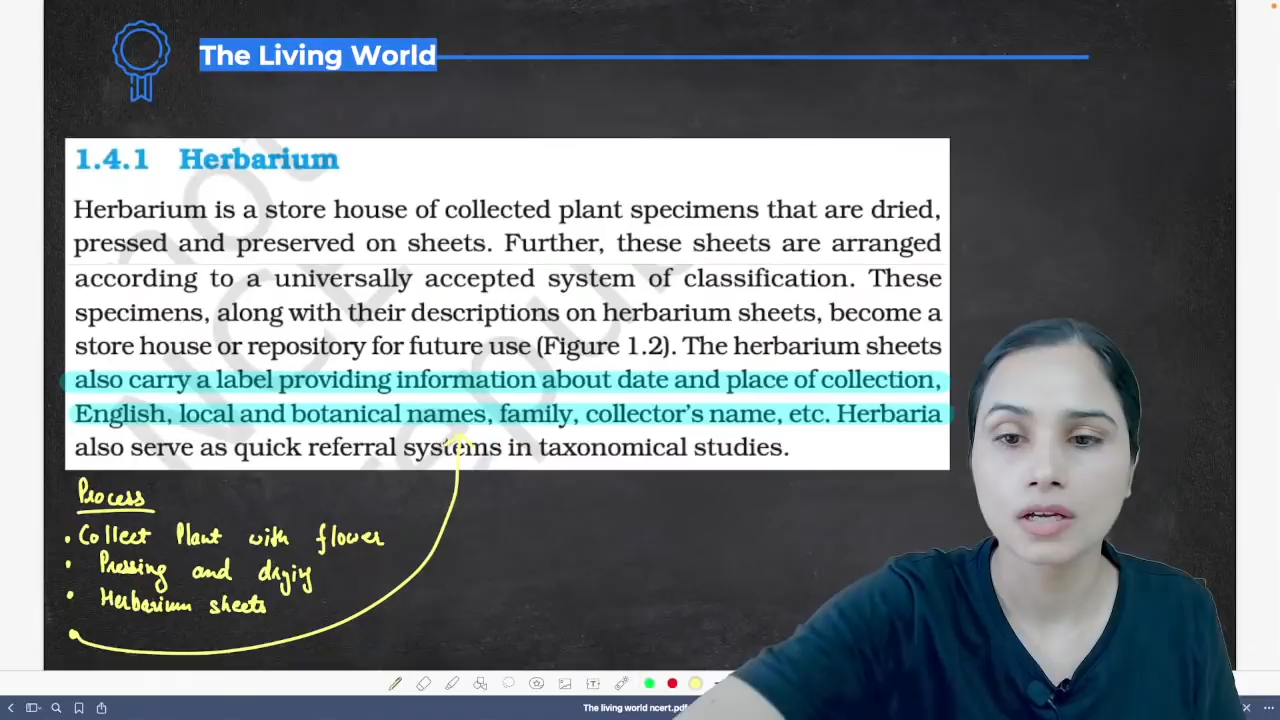 The Living World
1.4.1 Herbarium
Herbarium is a store house of collected plant specimens that are dried,
pressed and preserved on sheets. Further, these sheets are arranged
according to a universally accepted system of classification. These
specimens, along with their descriptions on herbarium sheets, become a
store house or repository for future use (Figure 1.2). The herbarium sheets
also carry a label providing information about date and place of collection,
English, local and botanical names, family, collector's name, etc. Herbaria
also serve as quick referral systems in taxonomical studies.
Process
• Collect Plant with flower
• Pressing and drying
• Herbarium sheets
The living world ncert.pdf